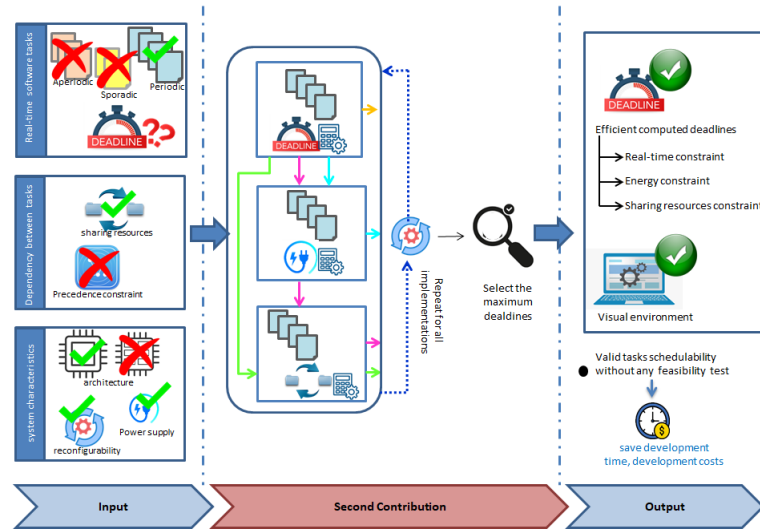 Real-time software tasks
Aperiodic
Sporadic
Periodic
DEADLINE
??
Dependency between tasks
sharing resources
Precedence constraint
system characteristics
architecture
reconfigurability
Power supply
DEADLINE
Repeat for all
implementations
Select the
maximum
dealdines
DEADLINE
Efficient computed deadlines
Real-time constraint
Energy constraint
Sharing resources constraint
Visual environment
Valid tasks schedulability
without any feasibility test
$
save development
time, development costs
Input
Second Contribution
Output